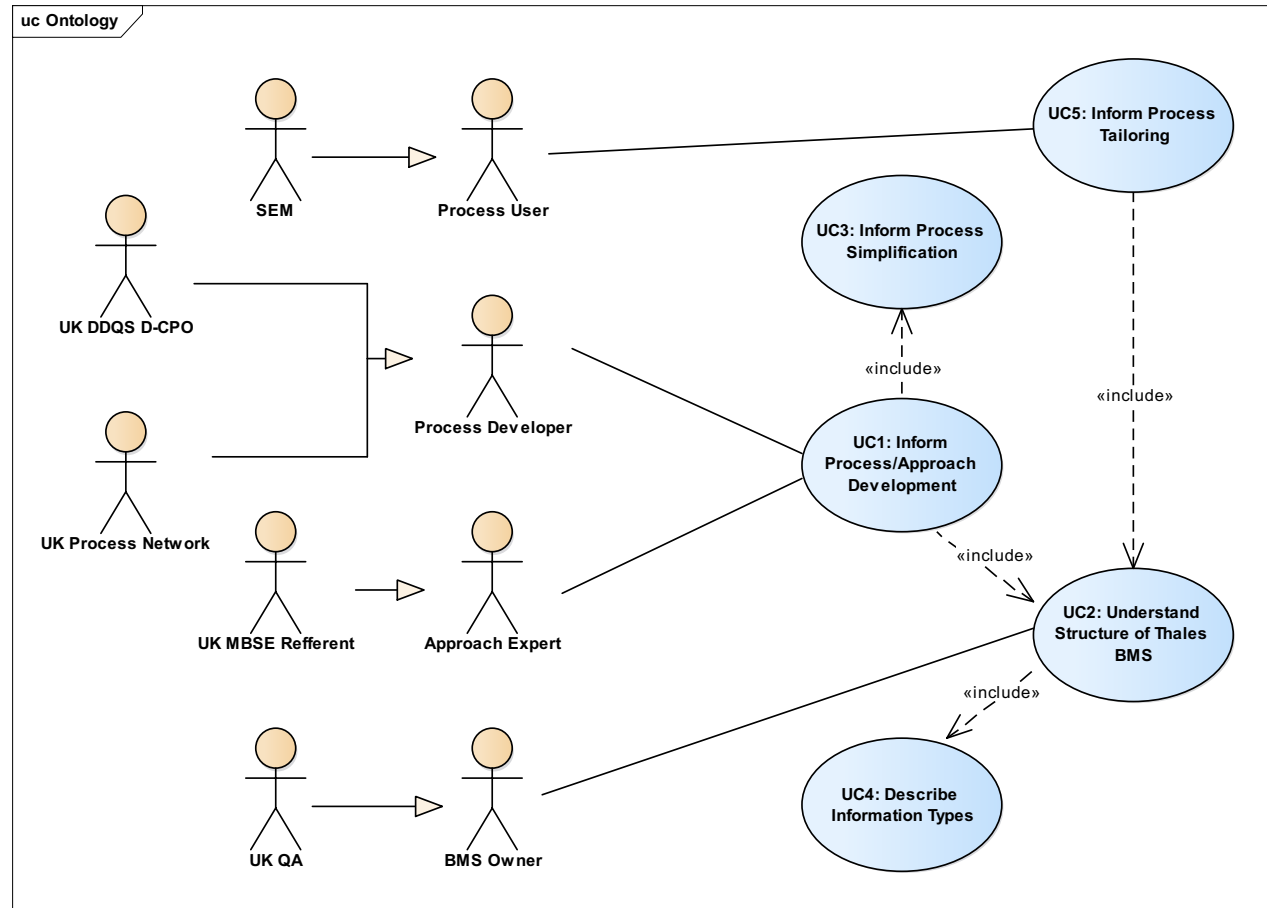 uc Ontology
SEM
Process User
UC5: Inform Process
Tailoring
UC3: Inform Process
Simplification
UK DDQS D-CPO
«include»
Process Developer
«include»
UC1: Inform
Process/Approach
Development
UK Process Network
«include»
UK MBSE Refferent
Approach Expert
UC2: Understand
Structure of Thales
BMS
«include»
UC4: Describe
Information Types
UK QA
BMS Owner